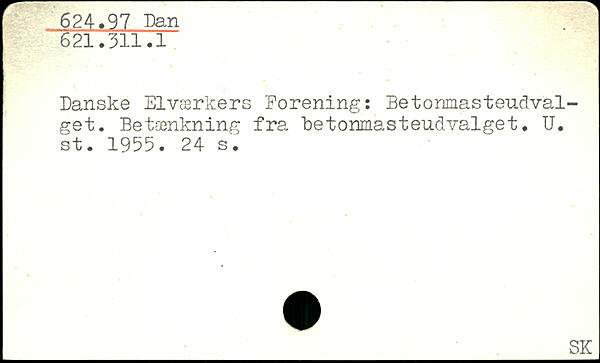 624.97 Dan
621.311.1
Danske Elværkers Forening: Betonmasteudval-
get. Betænkning fra betonmasteudvalget. U.
st. 1955. 24 s.
SK